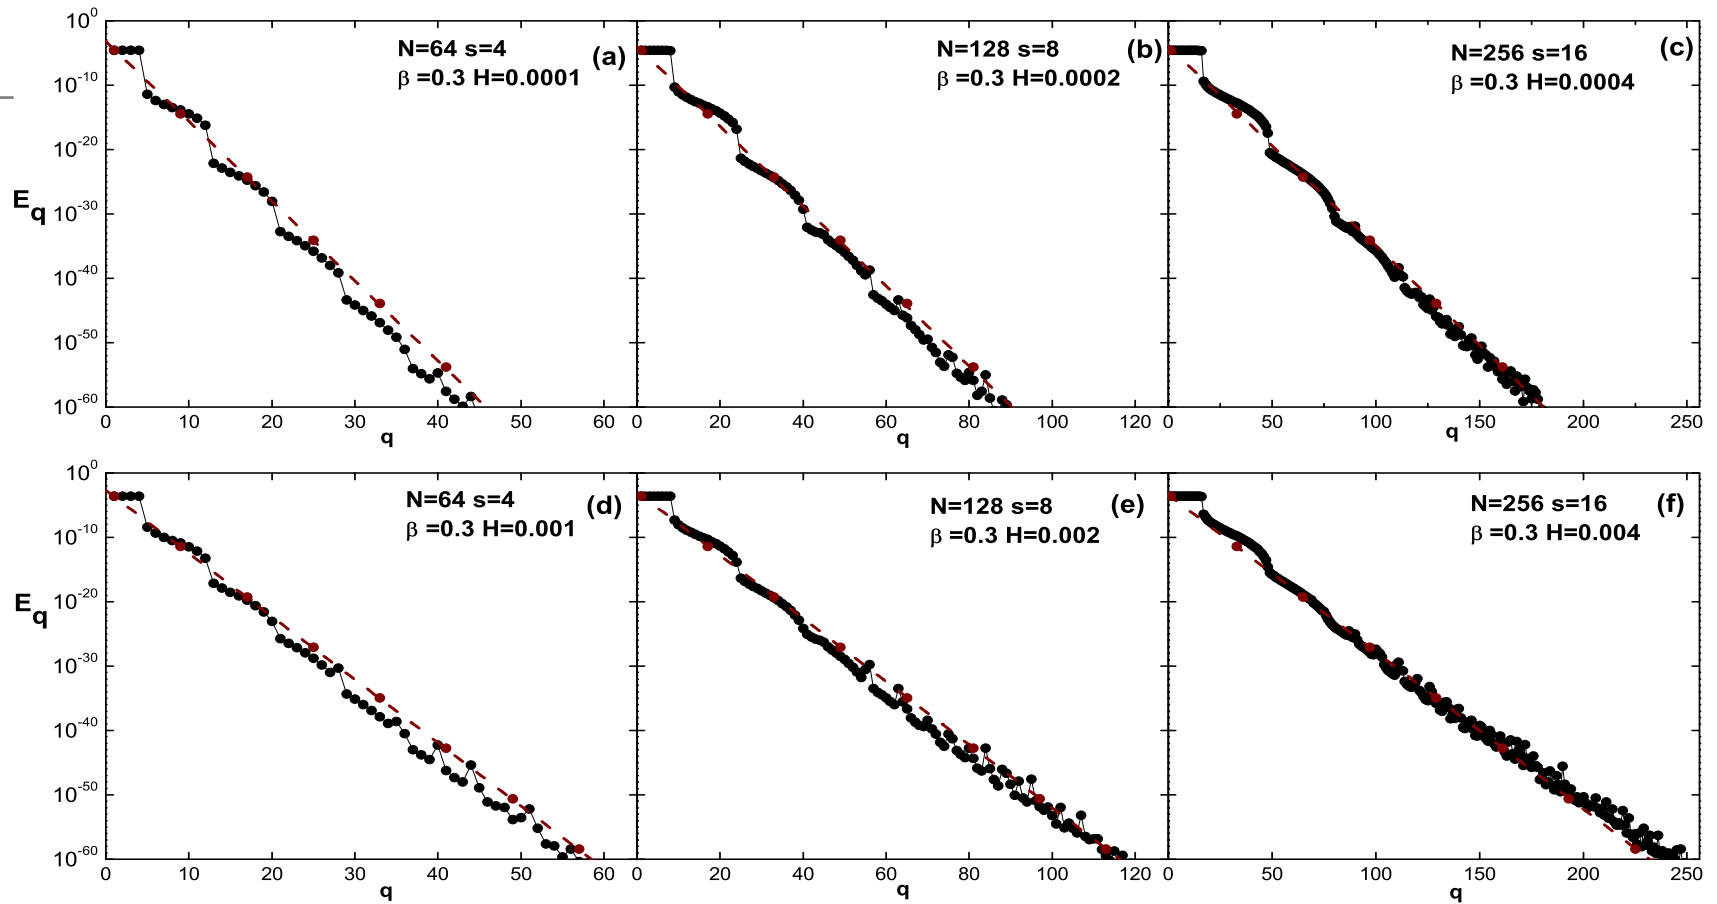 10^0
10^-10
10^-20
10^-30
10^-40
10^-50
10^-60
E_q
N=64 s=4
β =0.3 H=0.0001
(a)
0 10 20 30 40 50 60
q
N=128 s=8
β =0.3 H=0.0002
(b)
0 20 40 60 80 100 120
q
N=256 s=16
β =0.3 H=0.0004
(c)
0 50 100 150 200 250
q
10^0
10^-10
10^-20
10^-30
10^-40
10^-50
10^-60
E_q
N=64 s=4
β =0.3 H=0.001
(d)
0 10 20 30 40 50 60
q
N=128 s=8
β =0.3 H=0.002
(e)
0 20 40 60 80 100 120
q
N=256 s=16
β =0.3 H=0.004
(f)
0 50 100 150 200 250
q